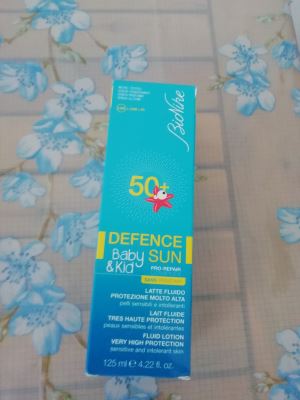 BioNike
50+
DEFENCE
Baby SUN
&Kid
PRO-REPAIR
LATTE FLUIDO
PROTEZIONE MOLTO ALTA
pelli sensibili e intolleranti
LAIT FLUIDE
TRES HAUTE PROTECTION
peaux sensibles et intolérantes
FLUID LOTION
VERY HIGH PROTECTION
sensitive and intolerant skin
125 ml e 4.22 fl. oz.